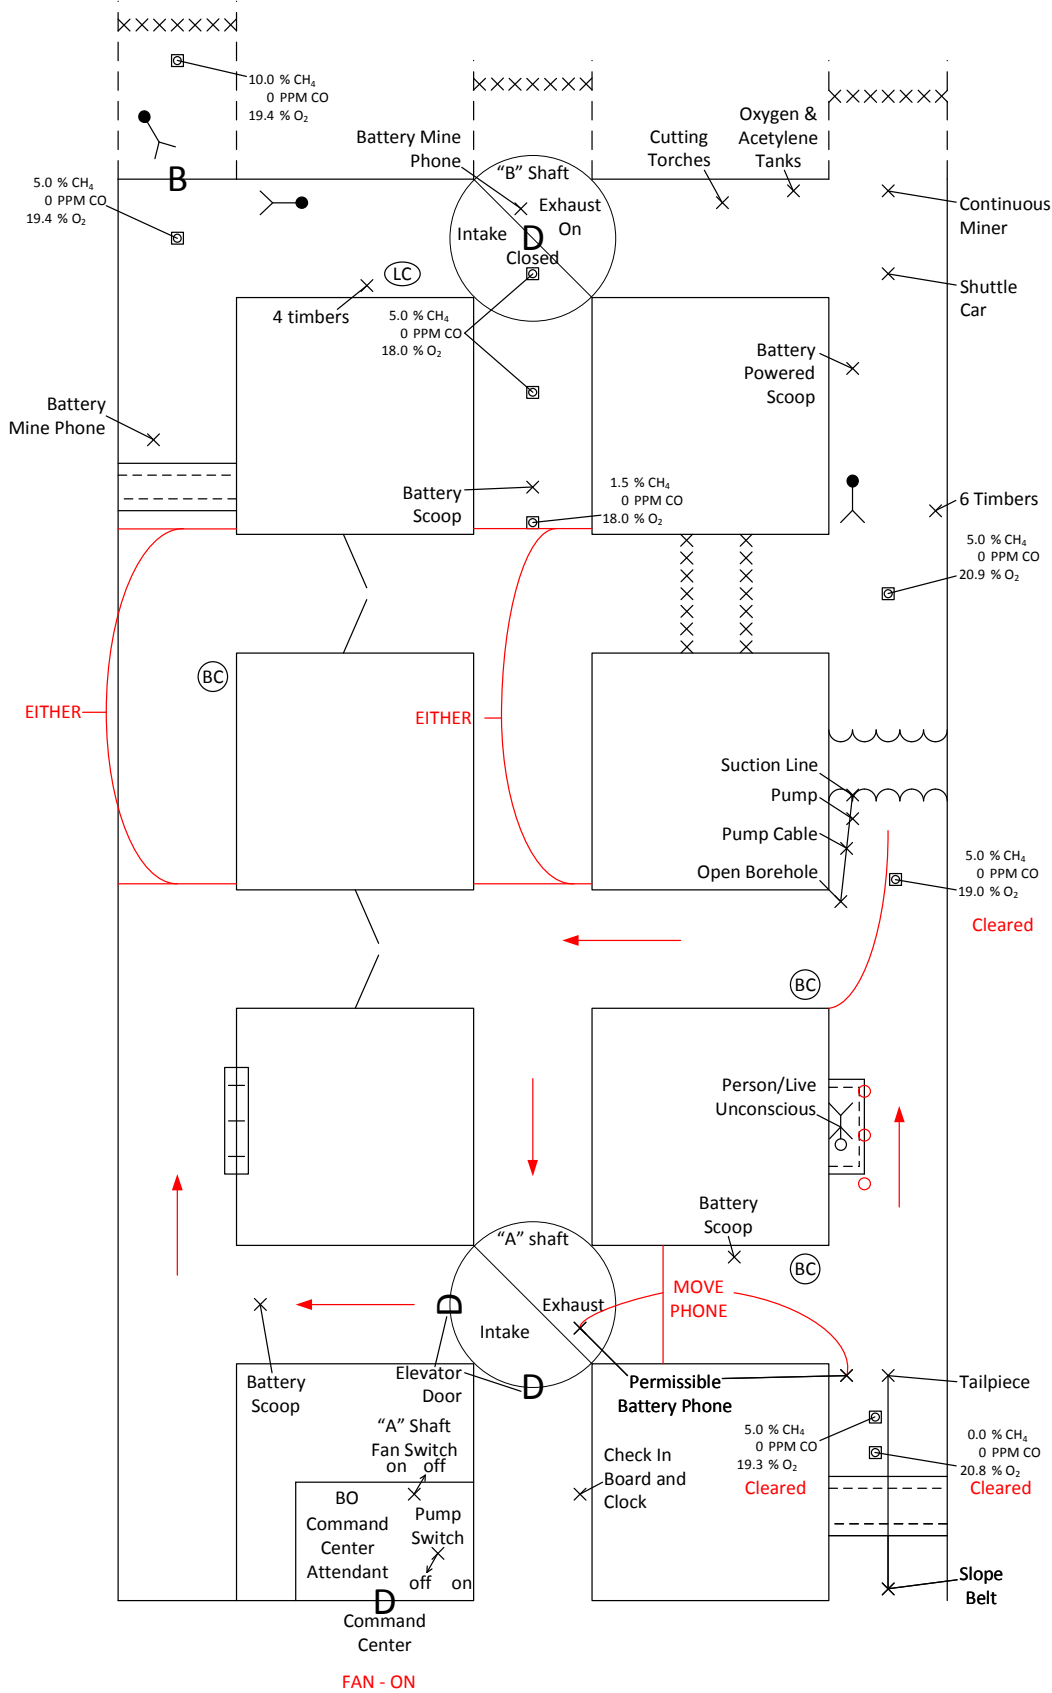 10.0 % CH₄
0 PPM CO
19.4 % O₂
Battery Mine
Phone
"B" Shaft
Exhaust
On
Intake
D
Closed
Cutting
Torches
Oxygen &
Acetylene
Tanks
Continuous
Miner
Shuttle
Car
B
5.0 % CH₄
0 PPM CO
19.4 % O₂
LC
4 timbers
5.0 % CH₄
0 PPM CO
18.0 % O₂
Battery
Powered
Scoop
Battery
Mine Phone
Battery
Scoop
1.5 % CH₄
0 PPM CO
18.0 % O₂
6 Timbers
5.0 % CH₄
0 PPM CO
20.9 % O₂
BC
EITHER
EITHER
Suction Line
Pump
Pump Cable
Open Borehole
5.0 % CH₄
0 PPM CO
19.0 % O₂
Cleared
BC
Person/Live
Unconscious
Battery
Scoop
BC
"A" shaft
Exhaust
Intake
D
D
MOVE
PHONE
Elevator
Door
Permissible
Battery Phone
Tailpiece
Battery
Scoop
"A" Shaft
Fan Switch
on off
5.0 % CH₄
0 PPM CO
19.3 % O₂
Cleared
0.0 % CH₄
0 PPM CO
20.8 % O₂
Cleared
Check In
Board and
Clock
BO
Command
Center
Attendant
Pump
Switch
off on
D
Command
Center
Slope
Belt
FAN - ON